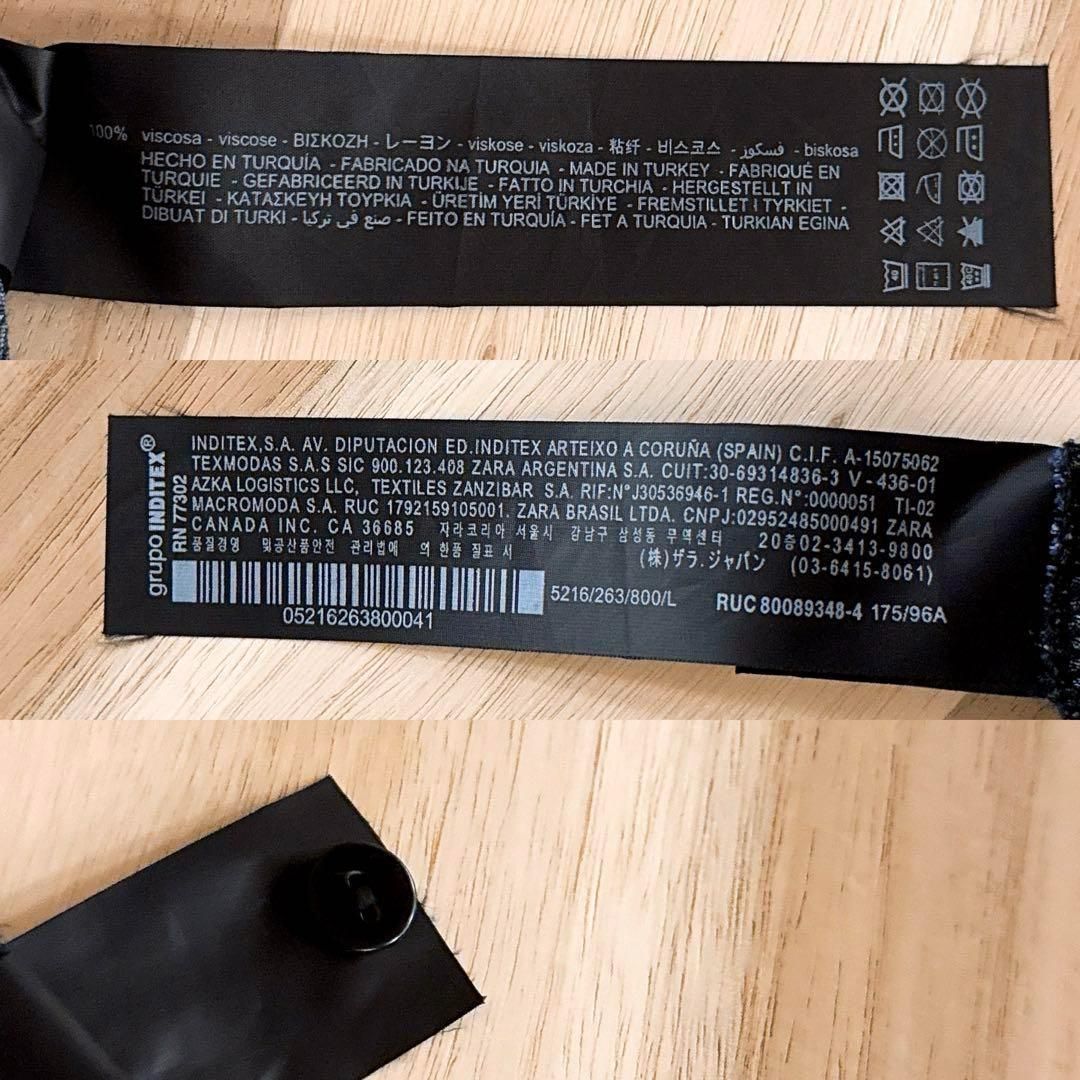 100% viscosa - viscose - ΒΙΣΚΟΖΗ - レーヨン - viskose - viskoza - 粘纤 - 비스코스 - فسكوز - biskosa
HECHO EN TURQUÍA - FABRICADO NA TURQUIA - MADE IN TURKEY - FABRIQUÉ EN
TURQUIE - GEFABRICEERD IN TURKIJE - FATTO IN TURCHIA - HERGESTELLT IN
TÜRKEI - ΚΑΤΑΣΚΕΥΗ ΤΟΥΡΚΙΑ - ÜRETİM YERİ TÜRKİYE - FREMSTILLET I TYRKIET -
DIBUAT DI TURKI - صنع في تركيا - FEITO EN TURQUÍA - FET A TURQUIA - TURKIAN EGINA
grupo INDITEX®
RN 77302
INDITEX,S.A. AV. DIPUTACION ED.INDITEX ARTEIXO A CORUÑA (SPAIN) C.I.F. A-15075062
TEXMODAS S.A.S SIC 900.123.408 ZARA ARGENTINA S.A. CUIT:30-69314836-3 V - 436-01
AZKA LOGISTICS LLC, TEXTILES ZANZIBAR S.A. RIF:N°J30536946-1 REG.N°:0000051 TI-02
MACROMODA S.A. RUC 1792159105001. ZARA BRASIL LTDA. CNPJ:02952485000491 ZARA
CANADA INC. CA 36685 자라코리아 서울시 강남구 삼성동 무역센터 20층02-3413-9800
품질경영 및공산품안전 관리법애 의한품질표서 (株)ザラ.ジャパン (03-6415-8061)
5216/263/800/L RUC 80089348-4 175/96A
05216263800041